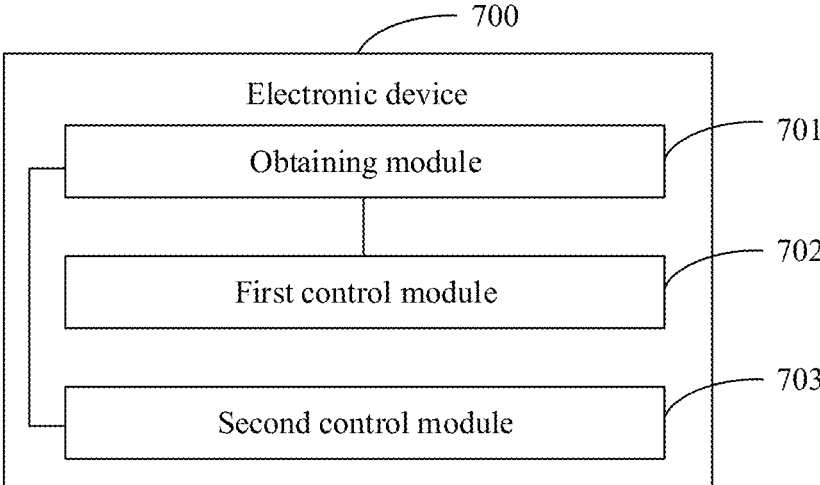 700
Electronic device
701
Obtaining module
702
First control module
703
Second control module